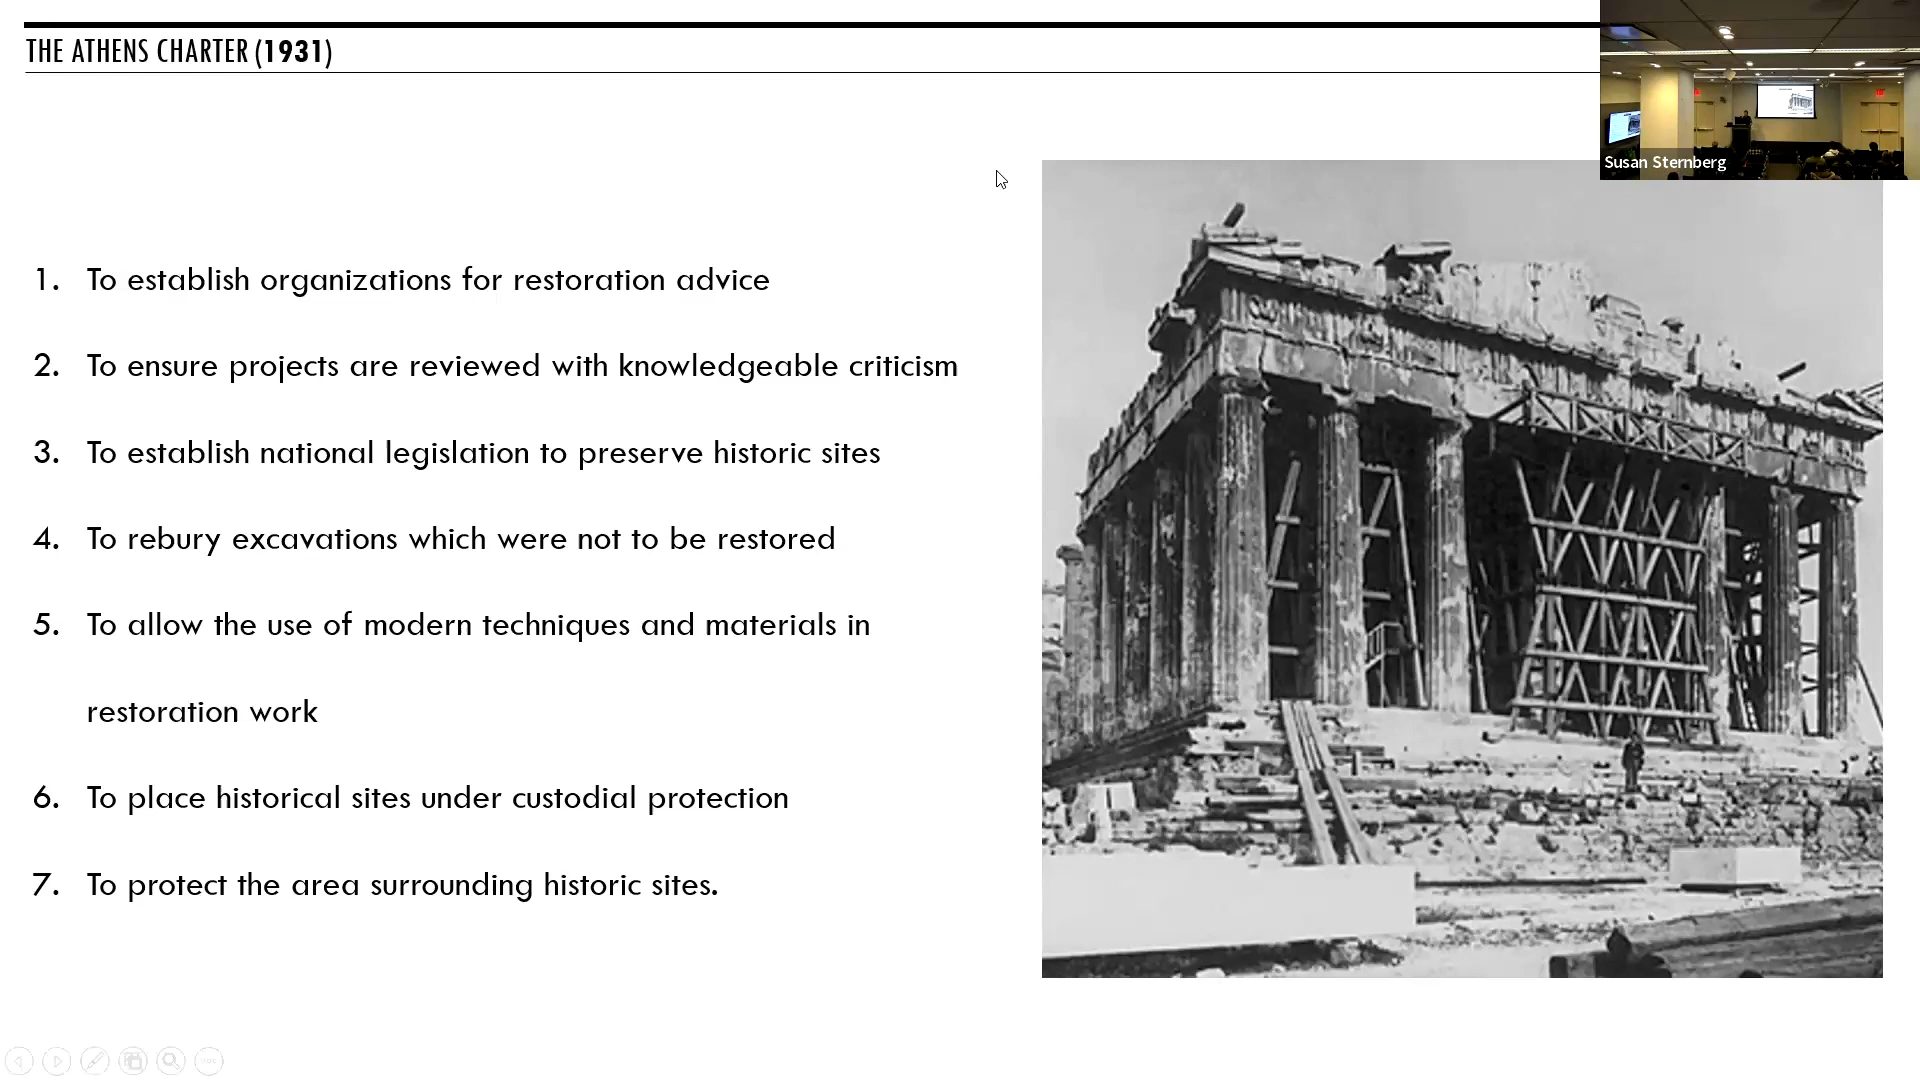 THE ATHENS CHARTER (1931)
Susan Sternberg
1. To establish organizations for restoration advice
2. To ensure projects are reviewed with knowledgeable criticism
3. To establish national legislation to preserve historic sites
4. To rebury excavations which were not to be restored
5. To allow the use of modern techniques and materials in
restoration work
6. To place historical sites under custodial protection
7. To protect the area surrounding historic sites.